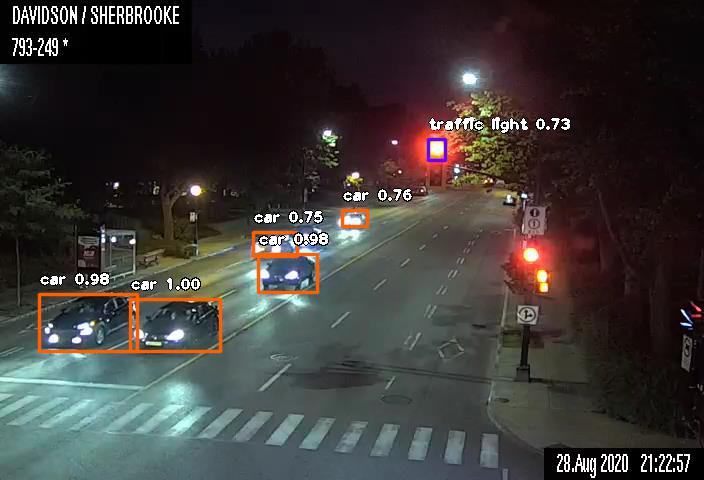 DAVIDSON / SHERBROOKE
793-249 *
traffic light 0.73
car 0.76
car 0.75
car 0.98
car 0.98
car 1.00
28.Aug 2020 21:22:57